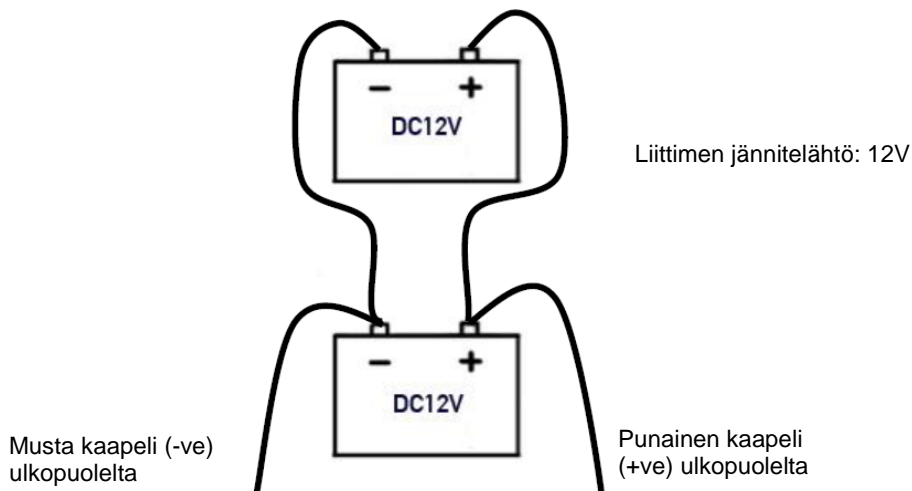 − +
DC12V
Liittimen jännitelähtö: 12V
− +
DC12V
Musta kaapeli (-ve)
ulkopuolelta
Punainen kaapeli
(+ve) ulkopuolelta